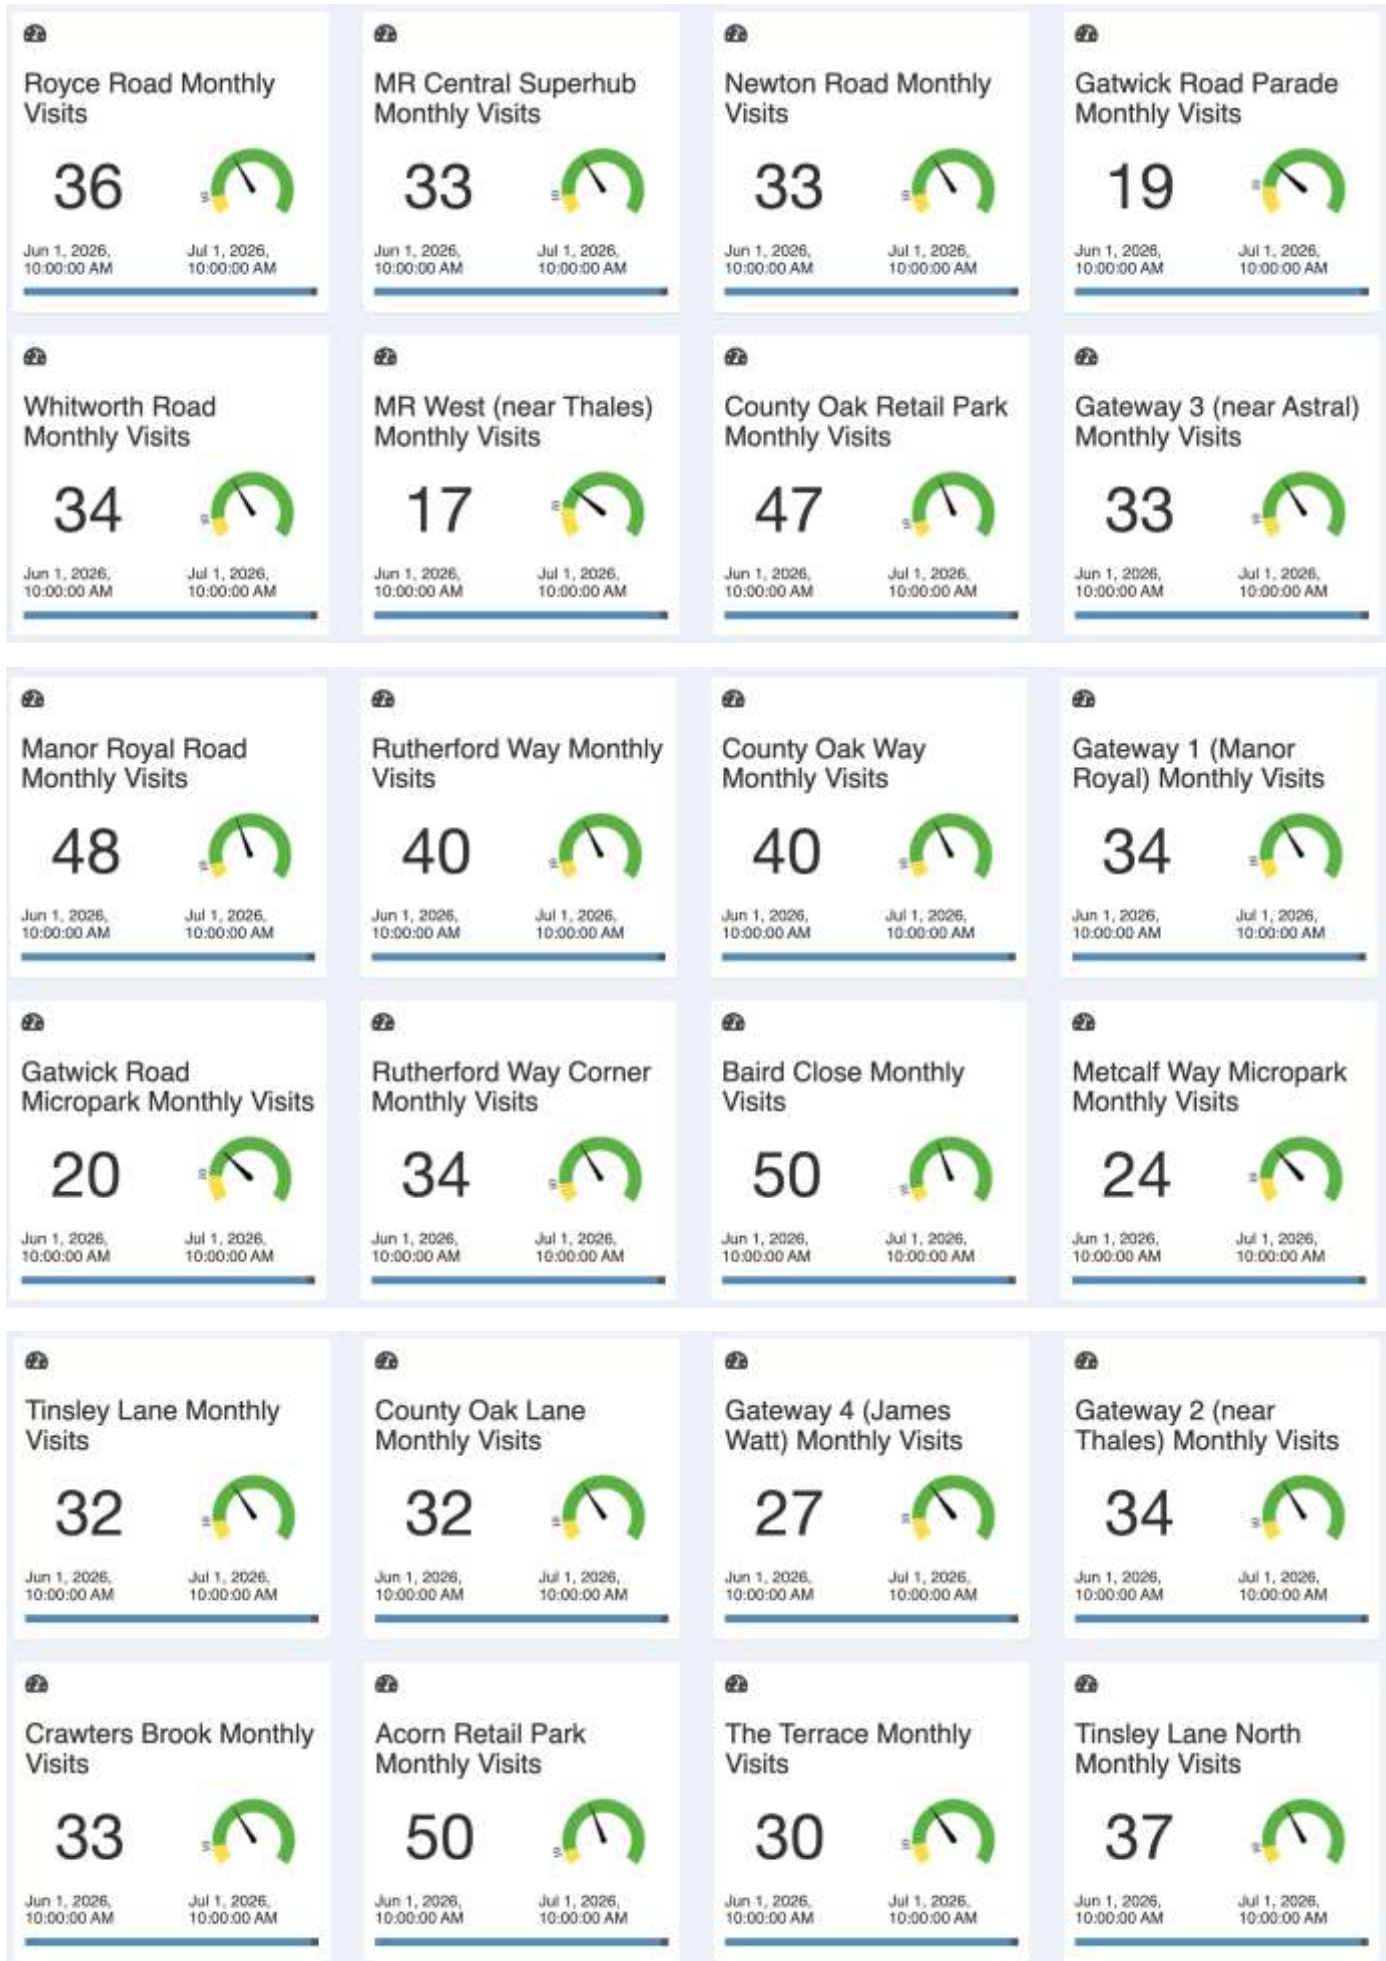 Royce Road Monthly
Visits
36
Jun 1, 2026,
10:00:00 AM
Jul 1, 2026,
10:00:00 AM
MR Central Superhub
Monthly Visits
33
Jun 1, 2026,
10:00:00 AM
Jul 1, 2026,
10:00:00 AM
Newton Road Monthly
Visits
33
Jun 1, 2026,
10:00:00 AM
Jul 1, 2026,
10:00:00 AM
Gatwick Road Parade
Monthly Visits
19
Jun 1, 2026,
10:00:00 AM
Jul 1, 2026,
10:00:00 AM
Whitworth Road
Monthly Visits
34
Jun 1, 2026,
10:00:00 AM
Jul 1, 2026,
10:00:00 AM
MR West (near Thales)
Monthly Visits
17
Jun 1, 2026,
10:00:00 AM
Jul 1, 2026,
10:00:00 AM
County Oak Retail Park
Monthly Visits
47
Jun 1, 2026,
10:00:00 AM
Jul 1, 2026,
10:00:00 AM
Gateway 3 (near Astral)
Monthly Visits
33
Jun 1, 2026,
10:00:00 AM
Jul 1, 2026,
10:00:00 AM
Manor Royal Road
Monthly Visits
48
Jun 1, 2026,
10:00:00 AM
Jul 1, 2026,
10:00:00 AM
Rutherford Way Monthly
Visits
40
Jun 1, 2026,
10:00:00 AM
Jul 1, 2026,
10:00:00 AM
County Oak Way
Monthly Visits
40
Jun 1, 2026,
10:00:00 AM
Jul 1, 2026,
10:00:00 AM
Gateway 1 (Manor
Royal) Monthly Visits
34
Jun 1, 2026,
10:00:00 AM
Jul 1, 2026,
10:00:00 AM
Gatwick Road
Micropark Monthly Visits
20
Jun 1, 2026,
10:00:00 AM
Jul 1, 2026,
10:00:00 AM
Rutherford Way Corner
Monthly Visits
34
Jun 1, 2026,
10:00:00 AM
Jul 1, 2026,
10:00:00 AM
Baird Close Monthly
Visits
50
Jun 1, 2026,
10:00:00 AM
Jul 1, 2026,
10:00:00 AM
Metcalf Way Micropark
Monthly Visits
24
Jun 1, 2026,
10:00:00 AM
Jul 1, 2026,
10:00:00 AM
Tinsley Lane Monthly
Visits
32
Jun 1, 2026,
10:00:00 AM
Jul 1, 2026,
10:00:00 AM
County Oak Lane
Monthly Visits
32
Jun 1, 2026,
10:00:00 AM
Jul 1, 2026,
10:00:00 AM
Gateway 4 (James
Watt) Monthly Visits
27
Jun 1, 2026,
10:00:00 AM
Jul 1, 2026,
10:00:00 AM
Gateway 2 (near
Thales) Monthly Visits
34
Jun 1, 2026,
10:00:00 AM
Jul 1, 2026,
10:00:00 AM
Crawters Brook Monthly
Visits
33
Jun 1, 2026,
10:00:00 AM
Jul 1, 2026,
10:00:00 AM
Acorn Retail Park
Monthly Visits
50
Jun 1, 2026,
10:00:00 AM
Jul 1, 2026,
10:00:00 AM
The Terrace Monthly
Visits
30
Jun 1, 2026,
10:00:00 AM
Jul 1, 2026,
10:00:00 AM
Tinsley Lane North
Monthly Visits
37
Jun 1, 2026,
10:00:00 AM
Jul 1, 2026,
10:00:00 AM